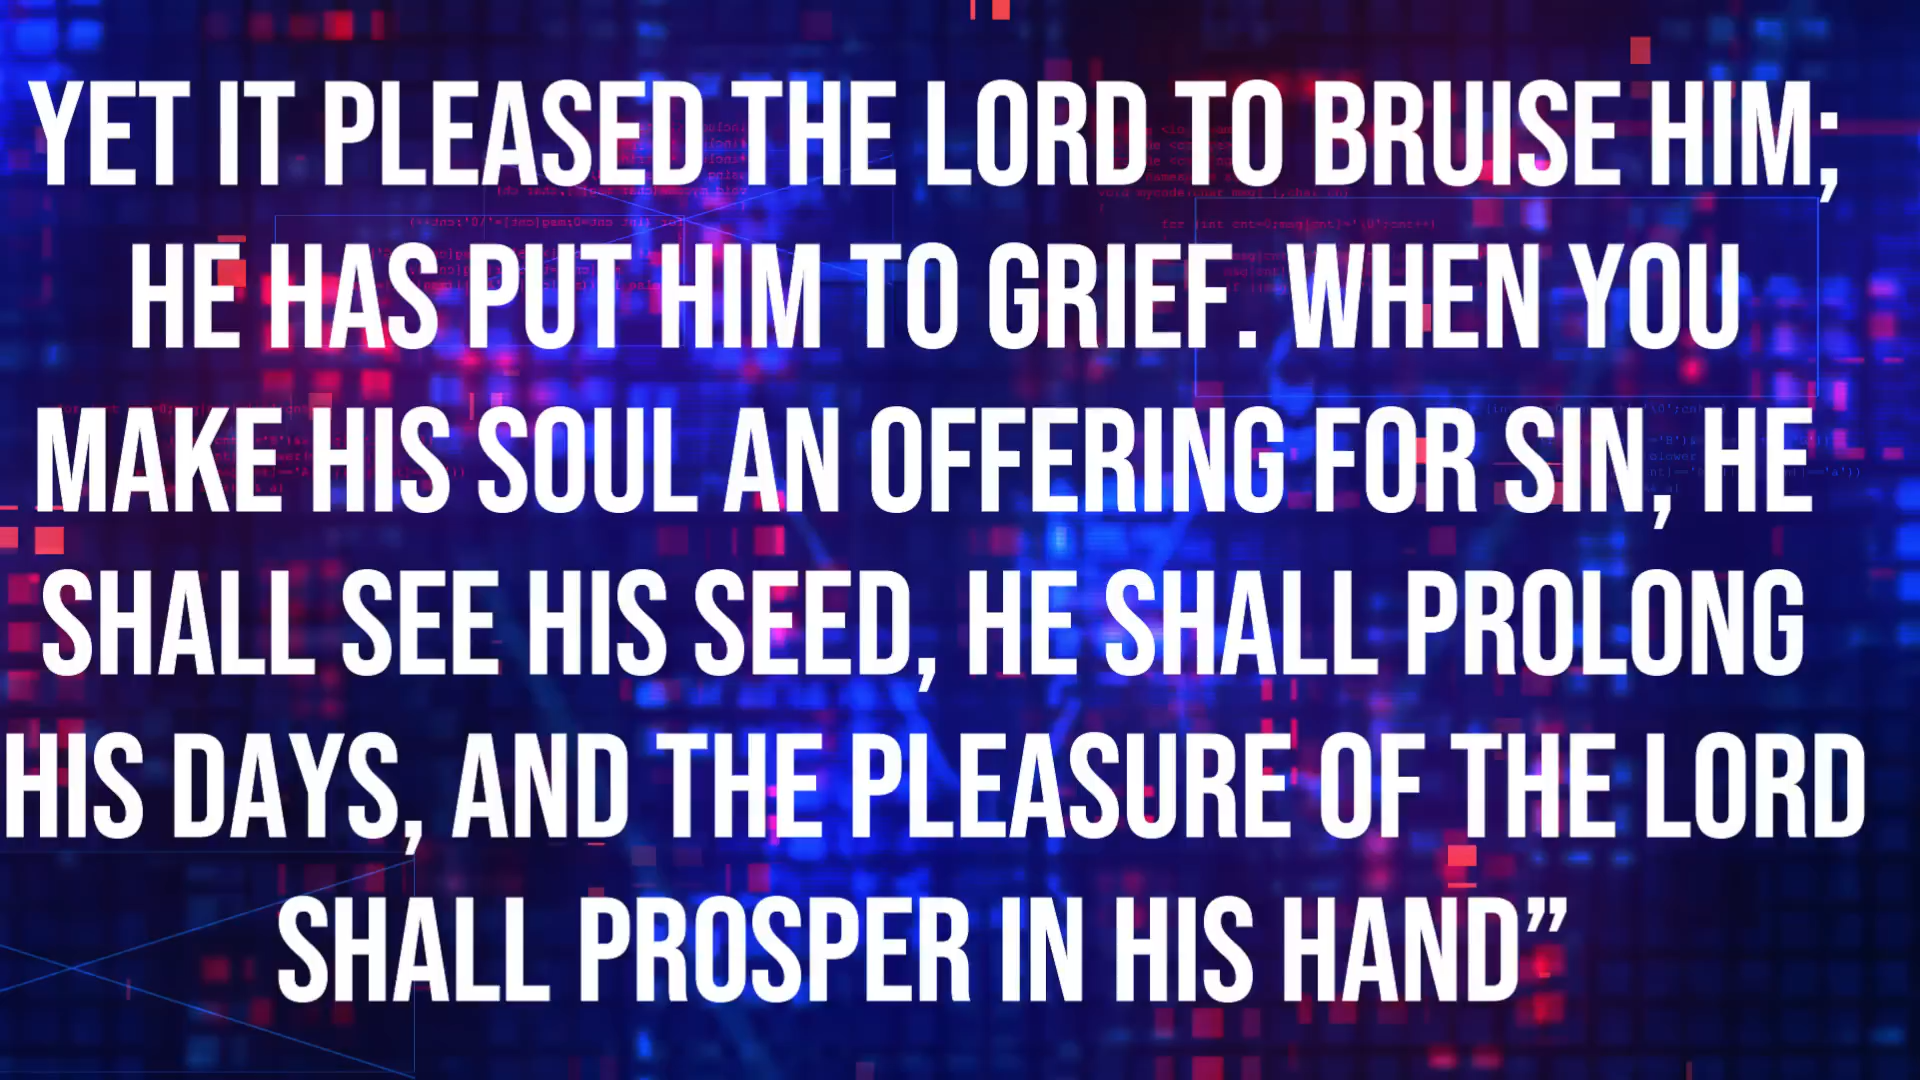 YET IT PLEASED THE LORD TO BRUISE HIM;
HE HAS PUT HIM TO GRIEF. WHEN YOU
MAKE HIS SOUL AN OFFERING FOR SIN, HE
SHALL SEE HIS SEED, HE SHALL PROLONG
HIS DAYS, AND THE PLEASURE OF THE LORD
SHALL PROSPER IN HIS HAND”